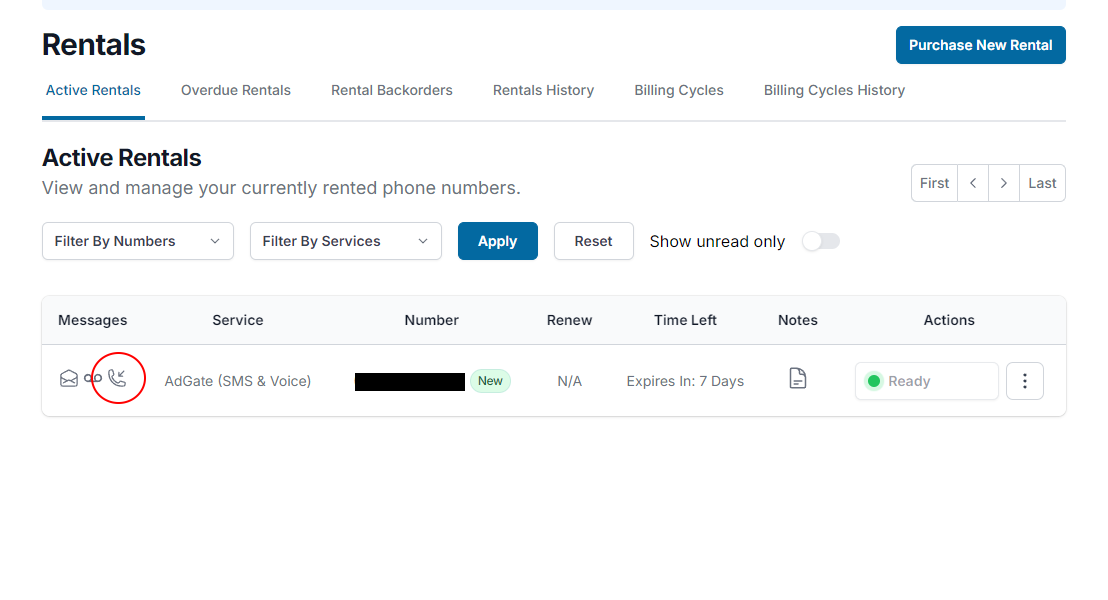 Rentals
Purchase New Rental
Active Rentals Overdue Rentals Rental Backorders Rentals History Billing Cycles Billing Cycles History
Active Rentals
View and manage your currently rented phone numbers.
First < > Last
Filter By Numbers Filter By Services Apply Reset Show unread only
Messages Service Number Renew Time Left Notes Actions
AdGate (SMS & Voice) New N/A Expires In: 7 Days Ready